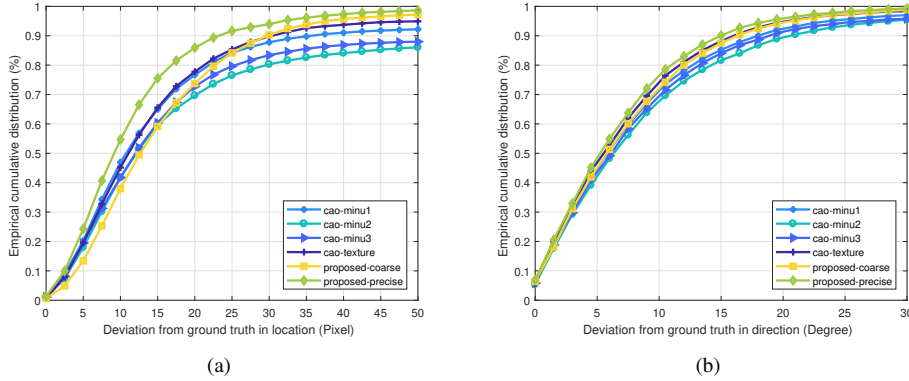 1
0.9
0.8
0.7
0.6
0.5
0.4
0.3
0.2
0.1
0
Empirical cumulative distribution (%)
0 5 10 15 20 25 30 35 40 45 50
Deviation from ground truth in location (Pixel)
cao-minu1
cao-minu2
cao-minu3
cao-texture
proposed-coarse
proposed-precise
(a)
1
0.9
0.8
0.7
0.6
0.5
0.4
0.3
0.2
0.1
0
Empirical cumulative distribution (%)
0 5 10 15 20 25 30
Deviation from ground truth in direction (Degree)
cao-minu1
cao-minu2
cao-minu3
cao-texture
proposed-coarse
proposed-precise
(b)